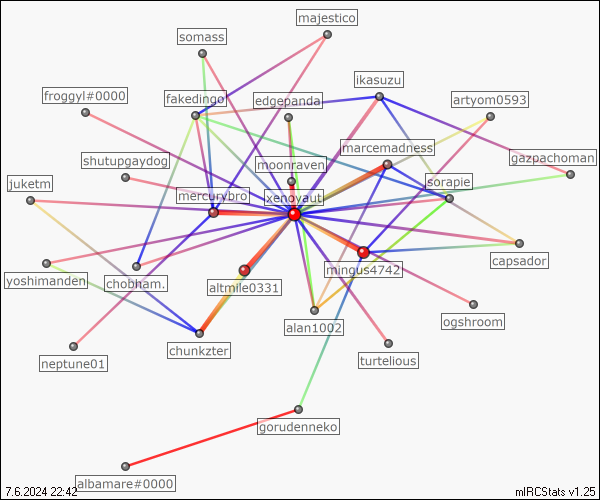 majestico
somass
ikasuzu
froggyl#0000
fakedingo
edgepanda
artyom0593
marcemadness
shutupgaydog
moonraven
gazpachoman
juketm
mercurybro
xenoyaut
sorapie
capsador
yoshimanden
chobham.
altmile0331
mingus4742
ogshroom
alan1002
neptune01
chunkzter
turtelious
gorudenneko
albamare#0000
7.6.2024 22:42
mIRCStats v1.25